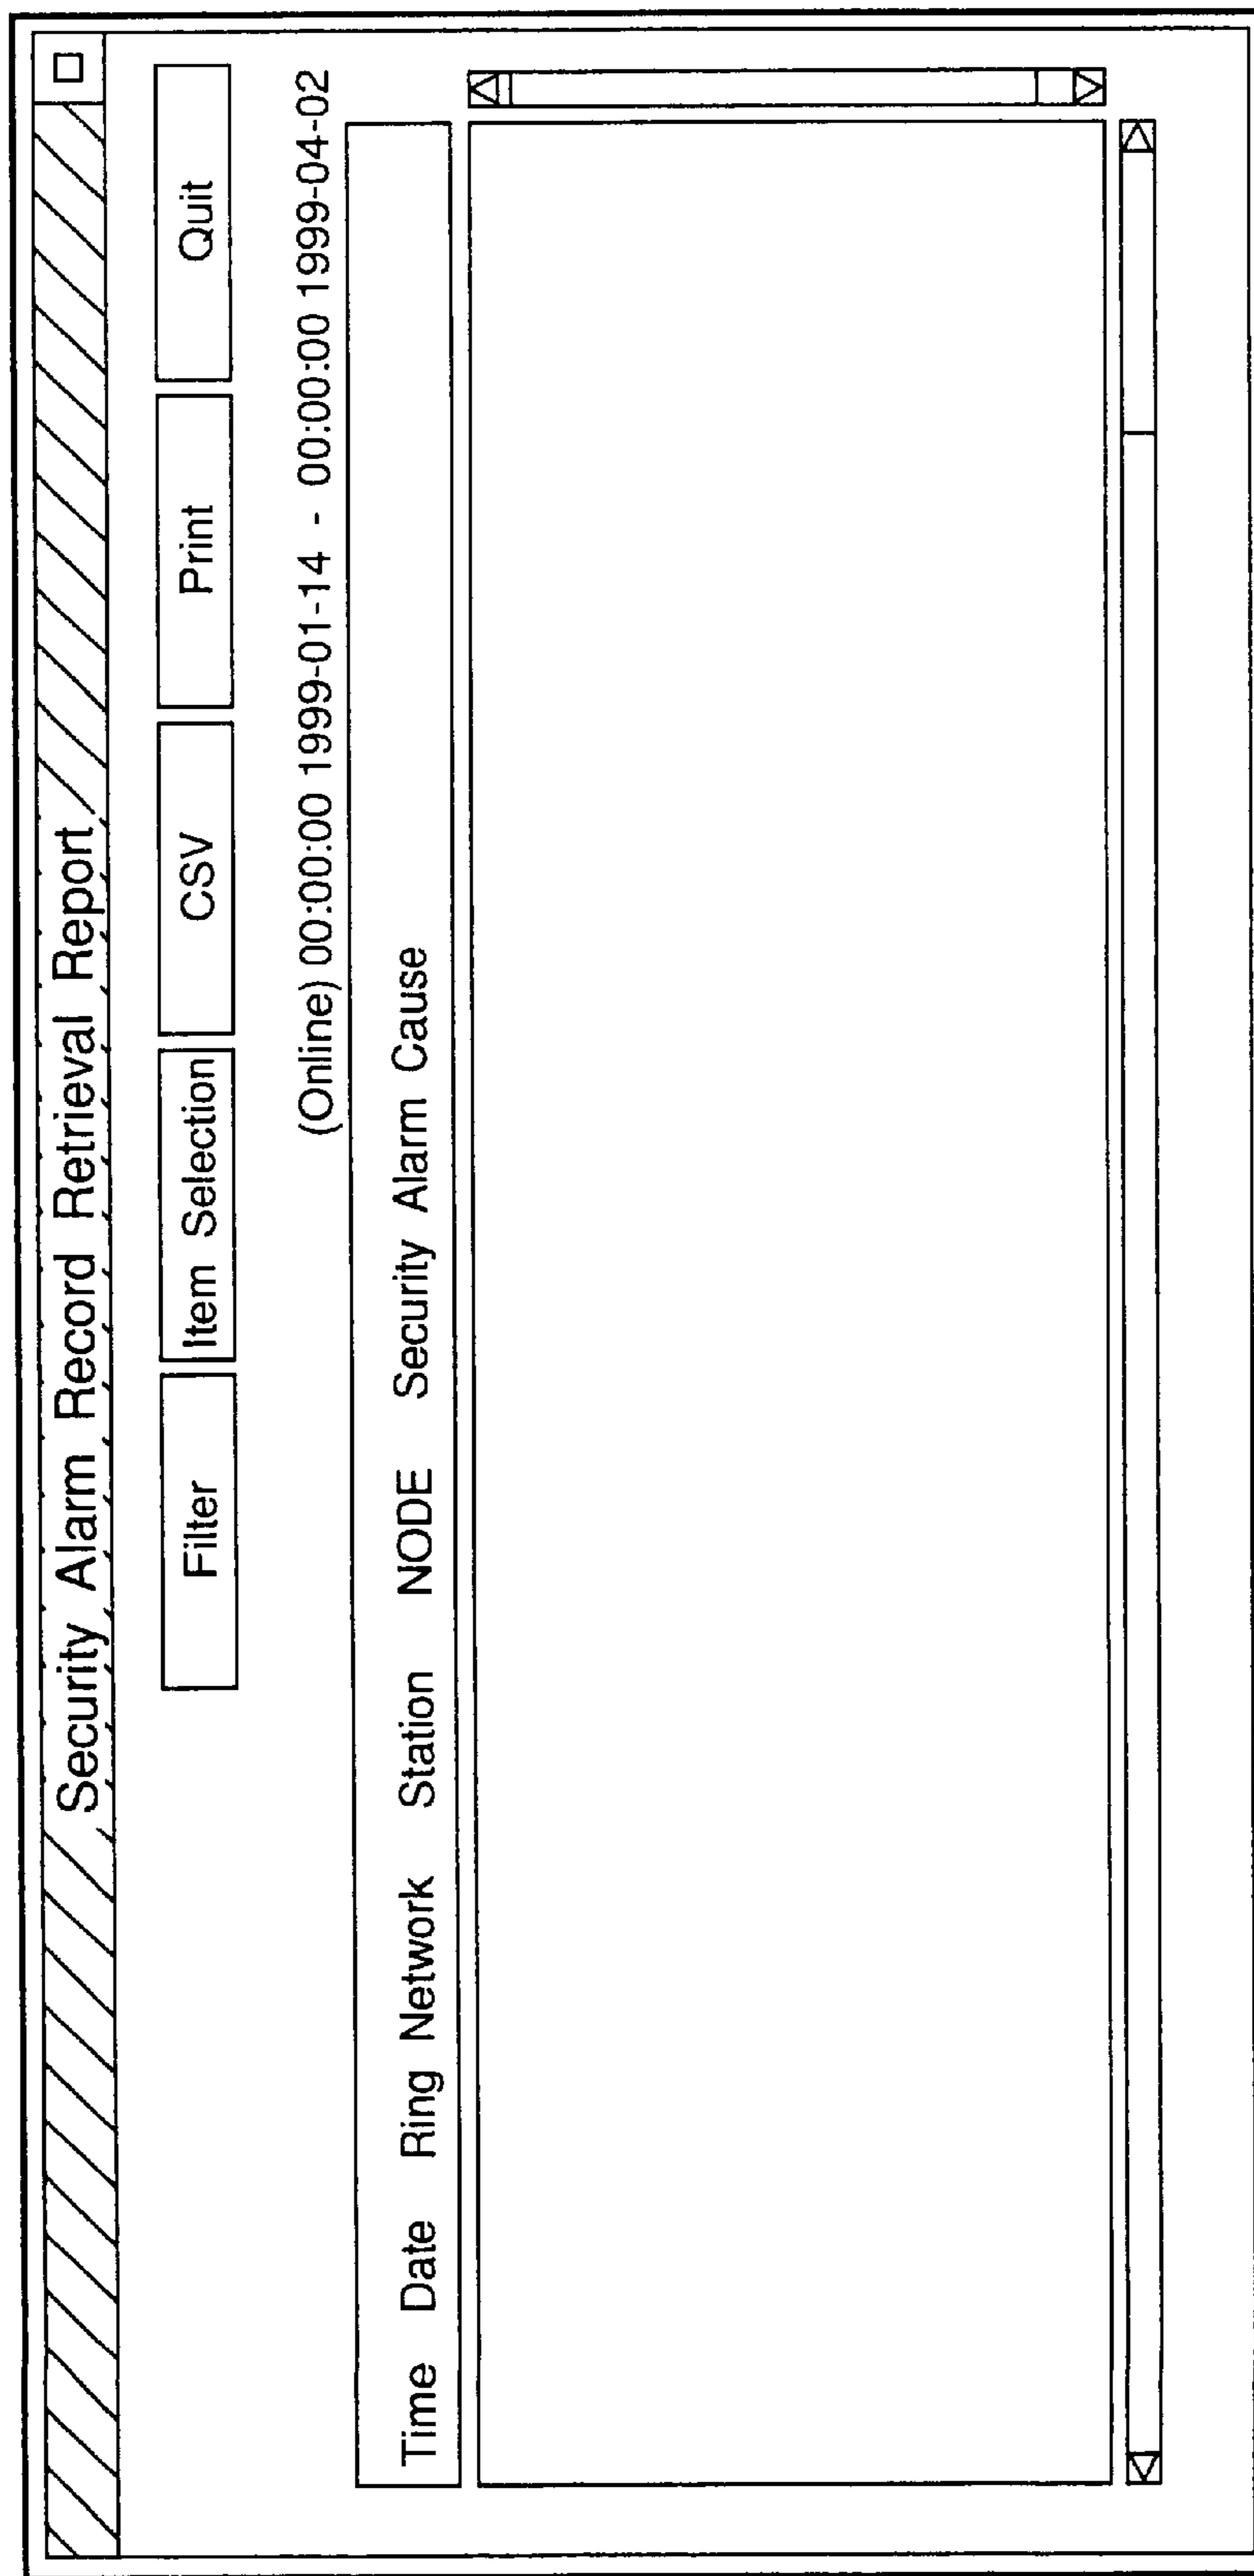 Security Alarm Record Retrieval Report
Filter Item Selection CSV Print Quit
(Online) 00:00:00 1999-01-14 - 00:00:00 1999-04-02
Time Date Ring Network Station NODE Security Alarm Cause